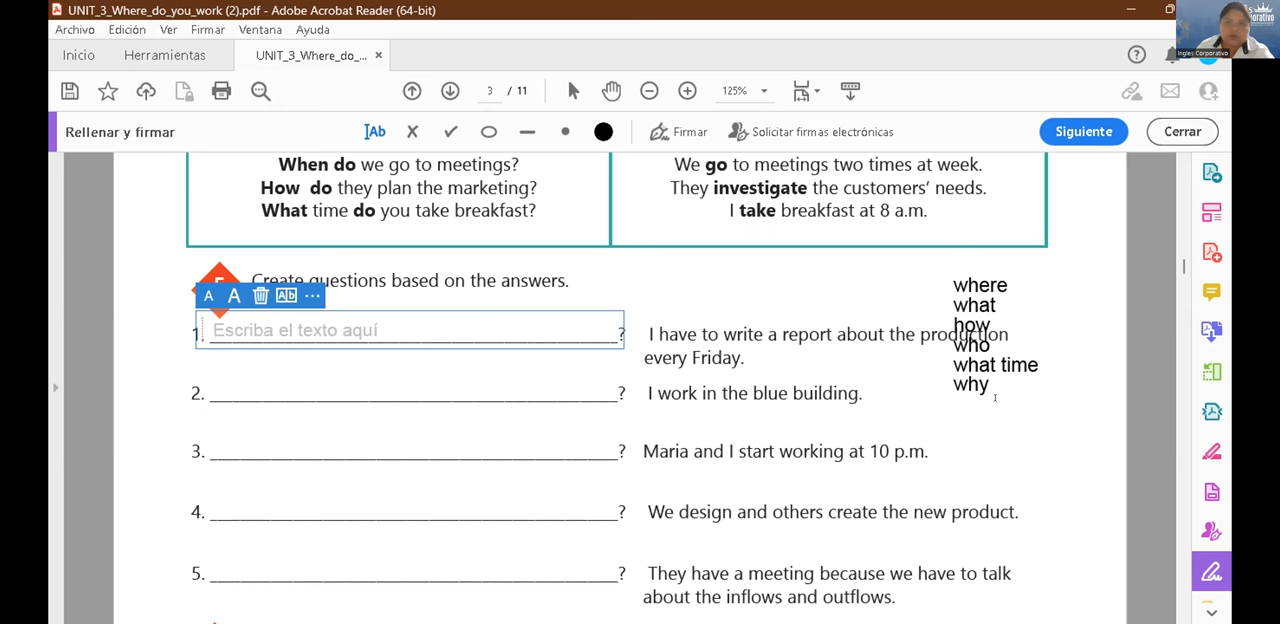 UNIT_3_Where_do_you_work (2).pdf - Adobe Acrobat Reader (64-bit)
Archivo Edición Ver Firmar Ventana Ayuda
Inicio Herramientas UNIT_3_Where_do_... ×
3 / 11 125%
Rellenar y firmar IAb Firmar Solicitar firmas electrónicas Siguiente Cerrar
Ingles Corporativo
When do we go to meetings? We go to meetings two times at week.
How do they plan the marketing? They investigate the customers' needs.
What time do you take breakfast? I take breakfast at 8 a.m.
Create questions based on the answers.
A A Ab ...
where
what
how
who
what time
why
1. Escriba el texto aquí ? I have to write a report about the production
every Friday.
2. ? I work in the blue building.
3. ? Maria and I start working at 10 p.m.
4. ? We design and others create the new product.
5. ? They have a meeting because we have to talk
about the inflows and outflows.